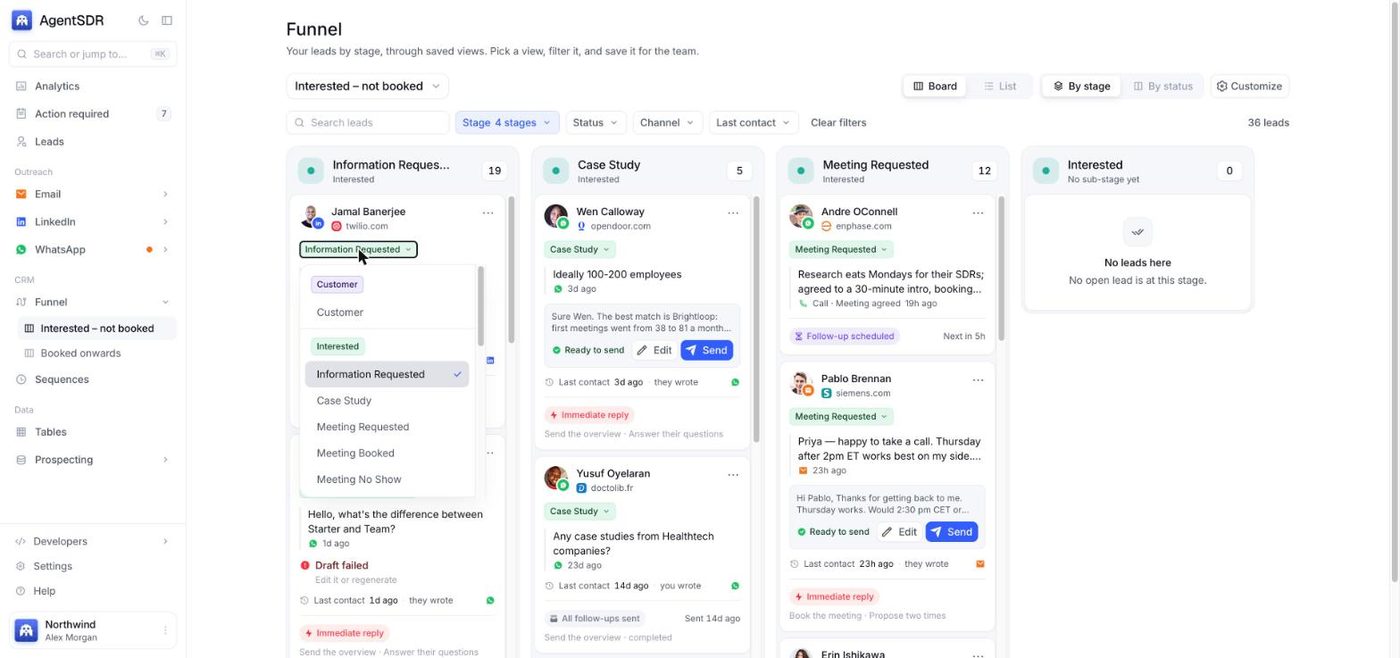 AgentSDR
Search or jump to...
⌘K
Analytics
Action required
7
Leads
Outreach
Email
LinkedIn
WhatsApp
CRM
Funnel
Interested – not booked
Booked onwards
Sequences
Data
Tables
Prospecting
Developers
Settings
Help
Northwind
Alex Morgan
Funnel
Your leads by stage, through saved views. Pick a view, filter it, and save it for the team.
Interested – not booked
Board
List
By stage
By status
Customize
Search leads
Stage 4 stages
Status
Channel
Last contact
Clear filters
36 leads
Information Reques...
Interested
19
Jamal Banerjee
twilio.com
Information Requested
Customer
Customer
Interested
Information Requested
Case Study
Meeting Requested
Meeting Booked
Meeting No Show
Hello, what's the difference between
Starter and Team?
1d ago
Draft failed
Edit it or regenerate
Last contact 1d ago · they wrote
Immediate reply
Send the overview · Answer their questions
Case Study
Interested
5
Wen Calloway
opendoor.com
Case Study
Ideally 100-200 employees
3d ago
Sure Wen. The best match is Brightloop:
first meetings went from 38 to 81 a month...
Ready to send
Edit
Send
Last contact 3d ago · they wrote
Immediate reply
Send the overview · Answer their questions
Yusuf Oyelaran
doctolib.fr
Case Study
Any case studies from Healthtech
companies?
23d ago
Last contact 14d ago · you wrote
All follow-ups sent
Sent 14d ago
Send the overview · completed
Meeting Requested
Interested
12
Andre OConnell
enphase.com
Meeting Requested
Research eats Mondays for their SDRs;
agreed to a 30-minute intro, booking...
Call · Meeting agreed 19h ago
Follow-up scheduled
Next in 5h
Pablo Brennan
siemens.com
Meeting Requested
Priya — happy to take a call. Thursday
after 2pm ET works best on my side....
23h ago
Hi Pablo, Thanks for getting back to me.
Thursday works. Would 2:30 pm CET or...
Ready to send
Edit
Send
Last contact 23h ago · they wrote
Immediate reply
Book the meeting · Propose two times
Erin Ishikawa
Interested
No sub-stage yet
0
No leads here
No open lead is at this stage.